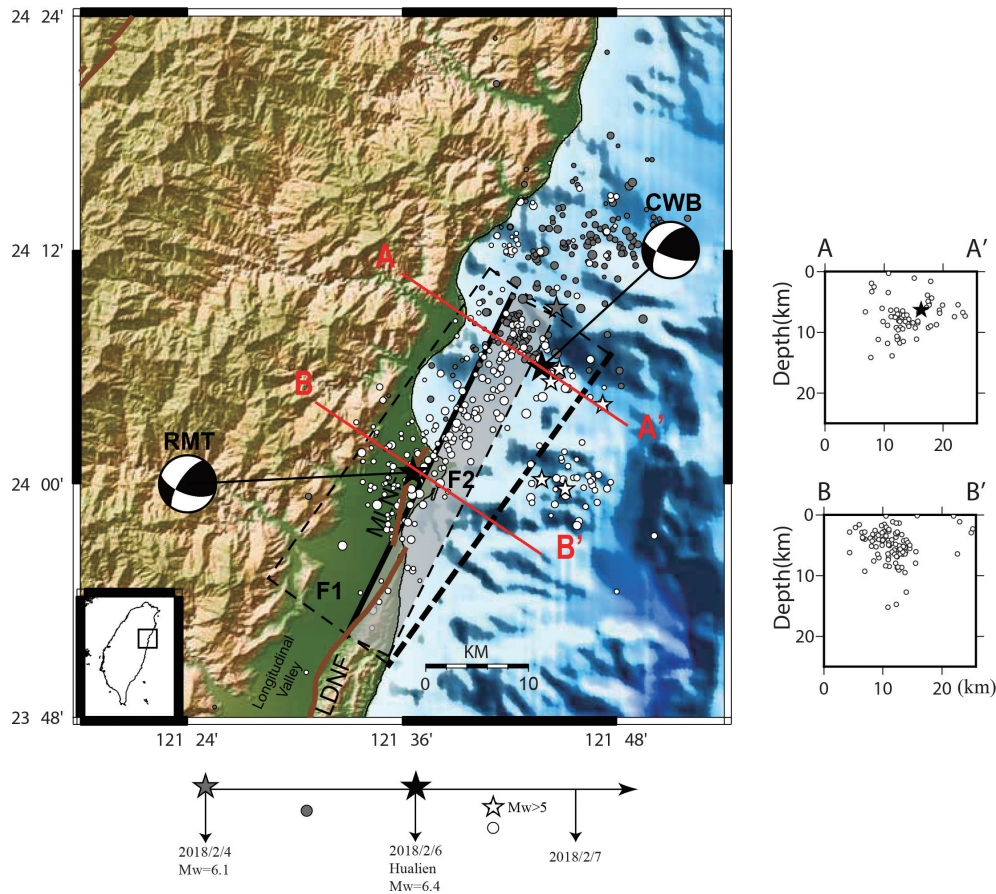 24 24'
24 12'
24 00'
23 48'
121 24'
121 36'
121 48'
CWB
A
A'
B
B'
RMT
F2
F1
LDNF
Longitudinal
Valley
KM
0
10
A
A'
0
10
20
Depth(km)
0
10
20
B
B'
0
10
20
Depth(km)
0
10
20
(km)
Mw>5
2018/2/4
Mw=6.1
2018/2/6
Hualien
Mw=6.4
2018/2/7